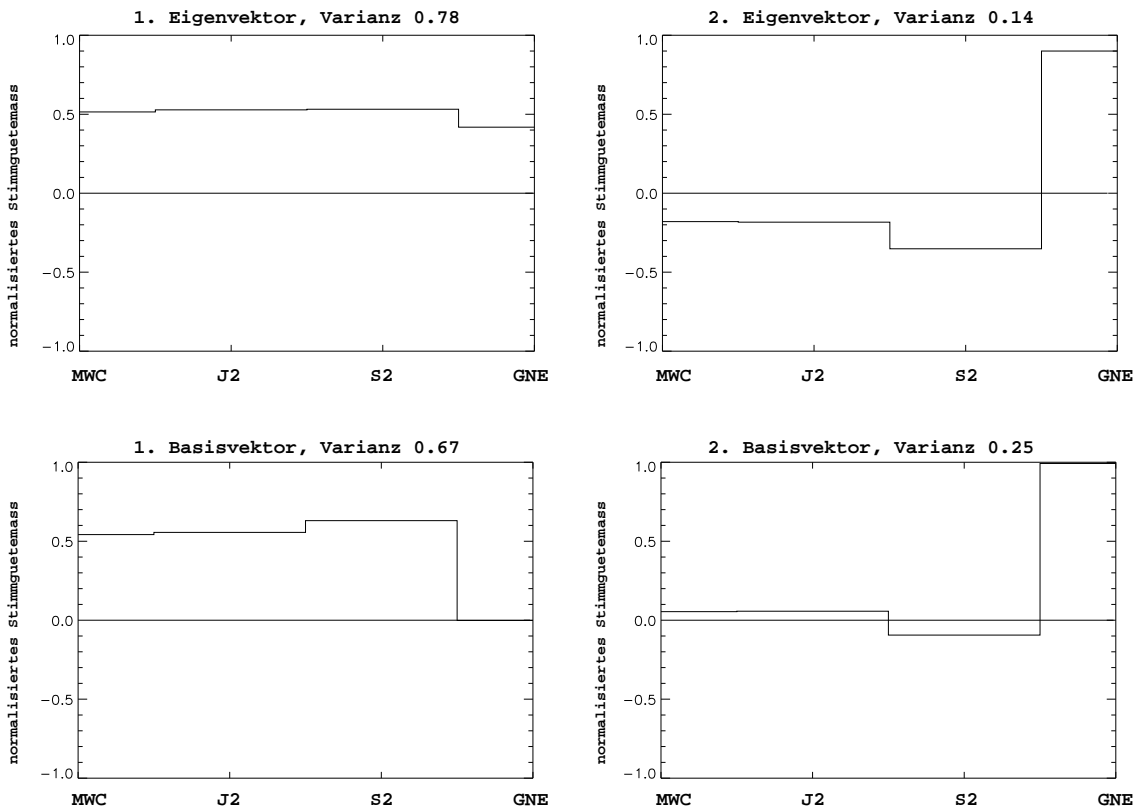 1. Eigenvektor, Varianz 0.78
normalisiertes Stimmguetemass
1.0
0.5
0.0
−0.5
−1.0
MWC J2 S2 GNE
2. Eigenvektor, Varianz 0.14
normalisiertes Stimmguetemass
1.0
0.5
0.0
−0.5
−1.0
MWC J2 S2 GNE
1. Basisvektor, Varianz 0.67
normalisiertes Stimmguetemass
1.0
0.5
0.0
−0.5
−1.0
MWC J2 S2 GNE
2. Basisvektor, Varianz 0.25
normalisiertes Stimmguetemass
1.0
0.5
0.0
−0.5
−1.0
MWC J2 S2 GNE